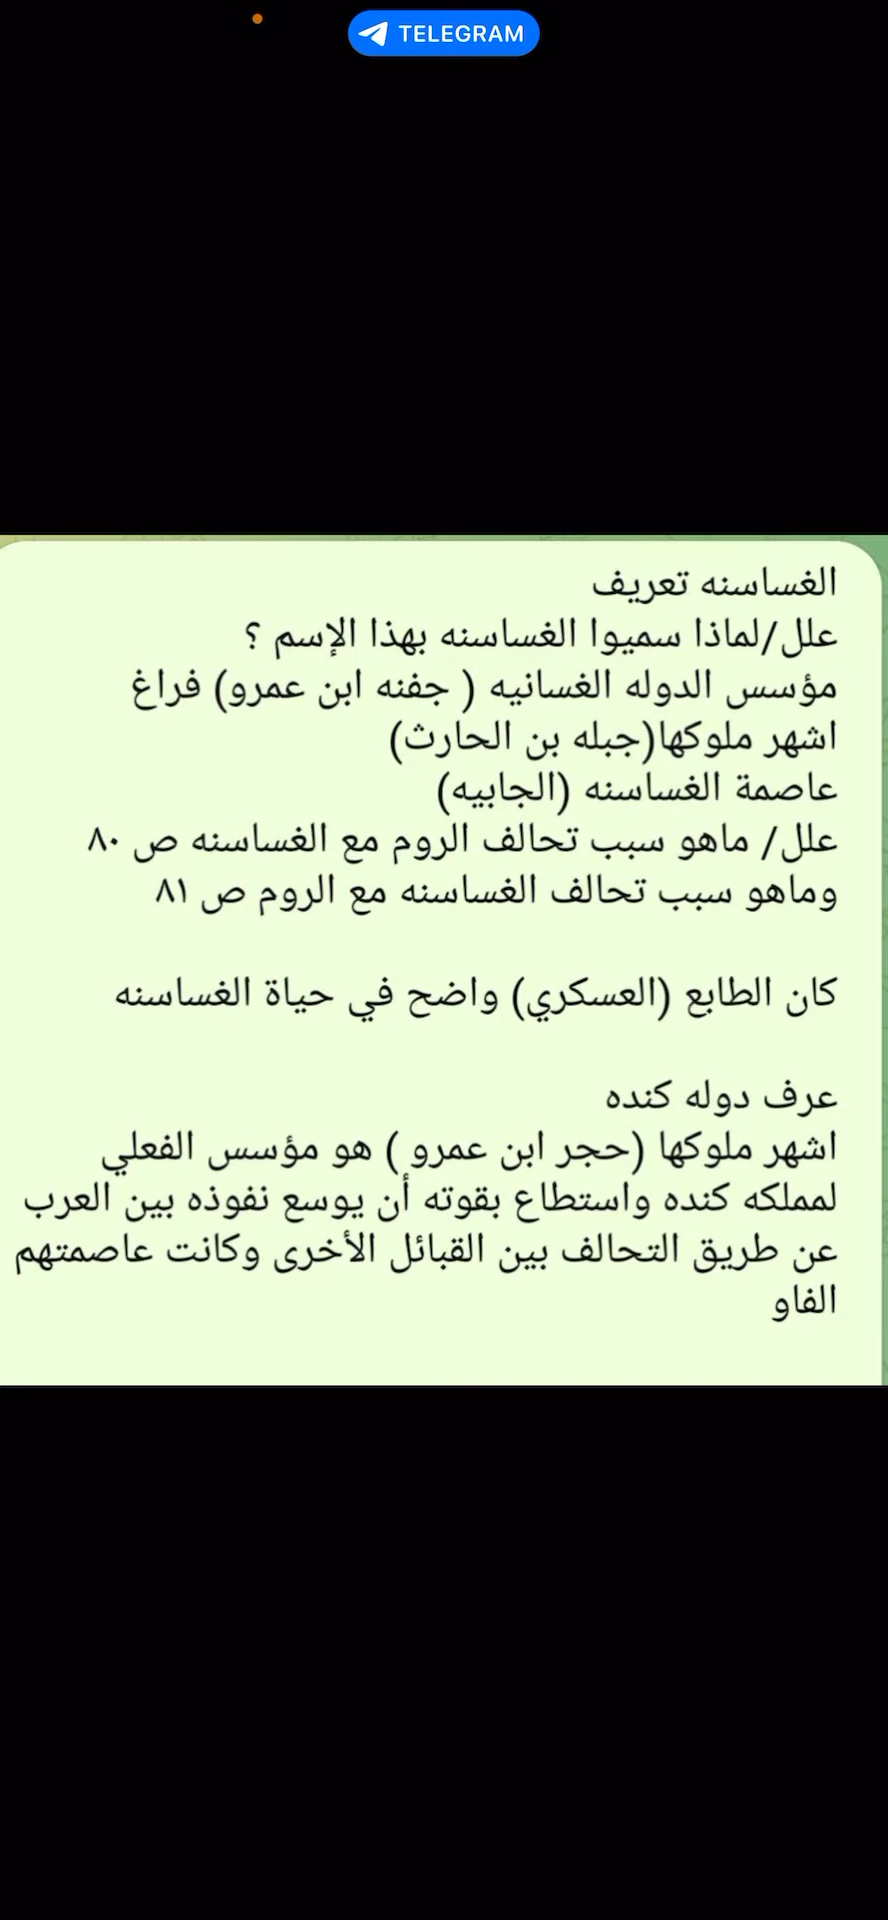 TELEGRAM
الغساسنه تعريف
علل/لماذا سميوا الغساسنه بهذا الإسم ؟
مؤسس الدوله الغسانيه ( جفنه ابن عمرو) فراغ
اشهر ملوكها(جبله بن الحارث)
عاصمة الغساسنه (الجابيه)
علل/ ماهو سبب تحالف الروم مع الغساسنه ص ٨٠
وماهو سبب تحالف الغساسنه مع الروم ص ٨١
كان الطابع (العسكري) واضح في حياة الغساسنه
عرف دوله كنده
اشهر ملوكها (حجر ابن عمرو ) هو مؤسس الفعلي
لمملكه كنده واستطاع بقوته أن يوسع نفوذه بين العرب
عن طريق التحالف بين القبائل الأخرى وكانت عاصمتهم
الفاو